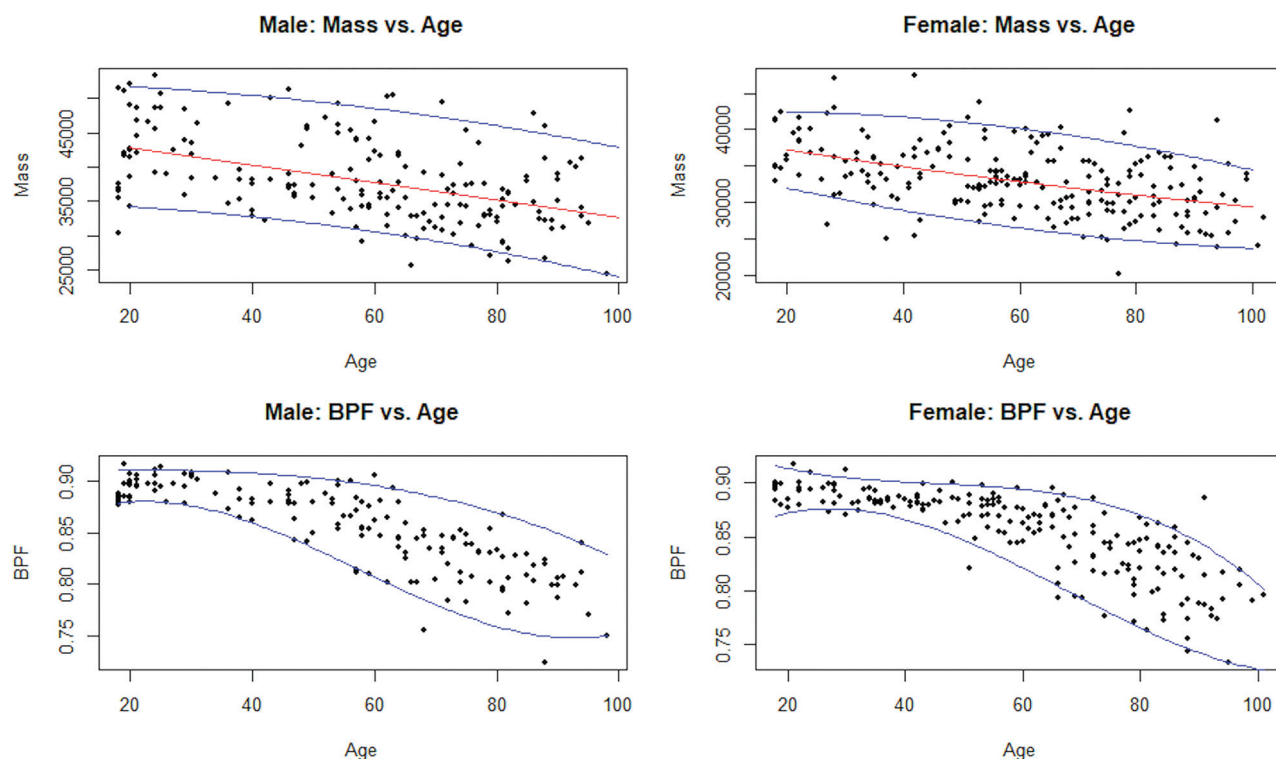 Male: Mass vs. Age
Mass
25000 35000 45000
20 40 60 80 100
Age
Female: Mass vs. Age
Mass
20000 30000 40000
20 40 60 80 100
Age
Male: BPF vs. Age
BPF
0.75 0.80 0.85 0.90
20 40 60 80 100
Age
Female: BPF vs. Age
BPF
0.75 0.80 0.85 0.90
20 40 60 80 100
Age